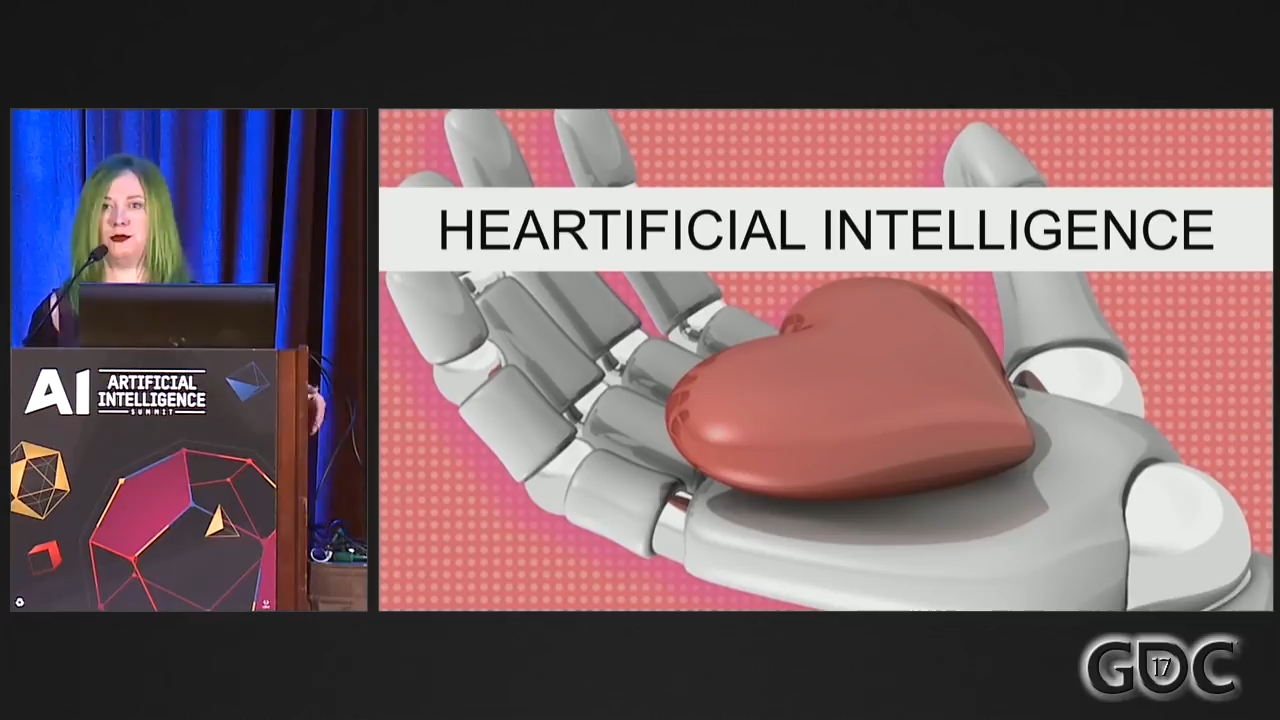 HEARTIFICIAL INTELLIGENCE
AI
ARTIFICIAL
INTELLIGENCE
SUMMIT
GDC
17